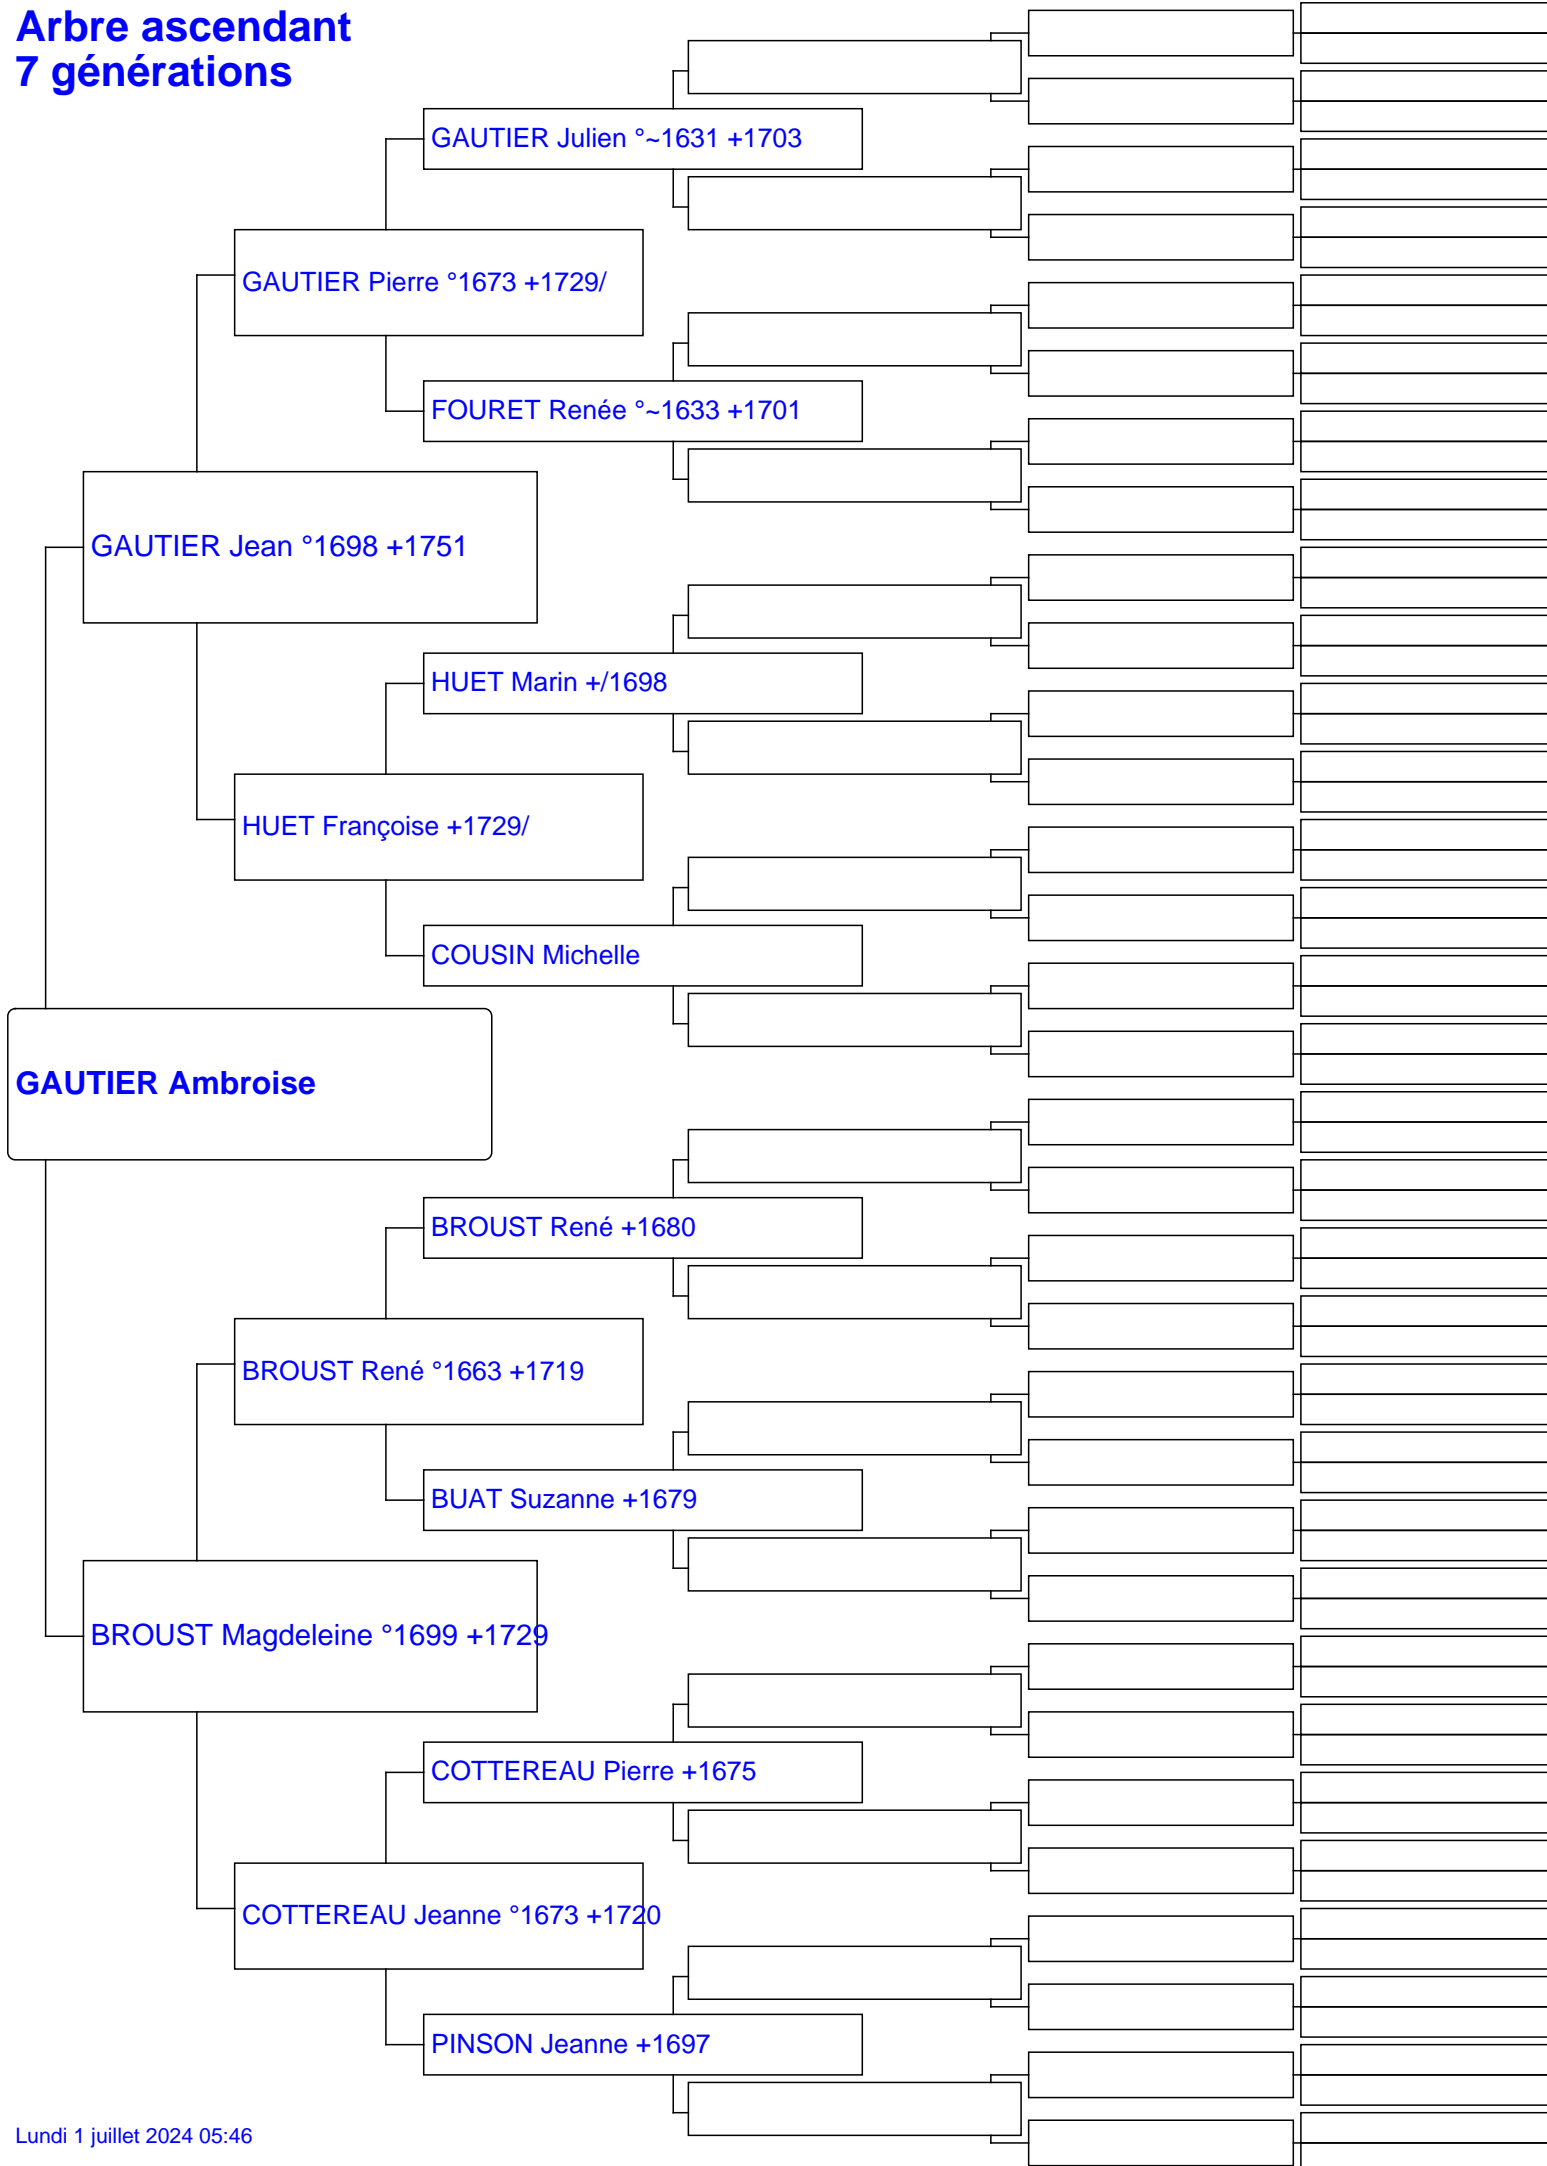 Arbre ascendant
7 générations
GAUTIER Julien °~1631 +1703
GAUTIER Pierre °1673 +1729/
FOURET Renée °~1633 +1701
GAUTIER Jean °1698 +1751
HUET Marin +/1698
HUET Françoise +1729/
COUSIN Michelle
GAUTIER Ambroise
BROUST René +1680
BROUST René °1663 +1719
BUAT Suzanne +1679
BROUST Magdeleine °1699 +1729
COTTEREAU Pierre +1675
COTTEREAU Jeanne °1673 +1720
PINSON Jeanne +1697
Lundi 1 juillet 2024 05:46